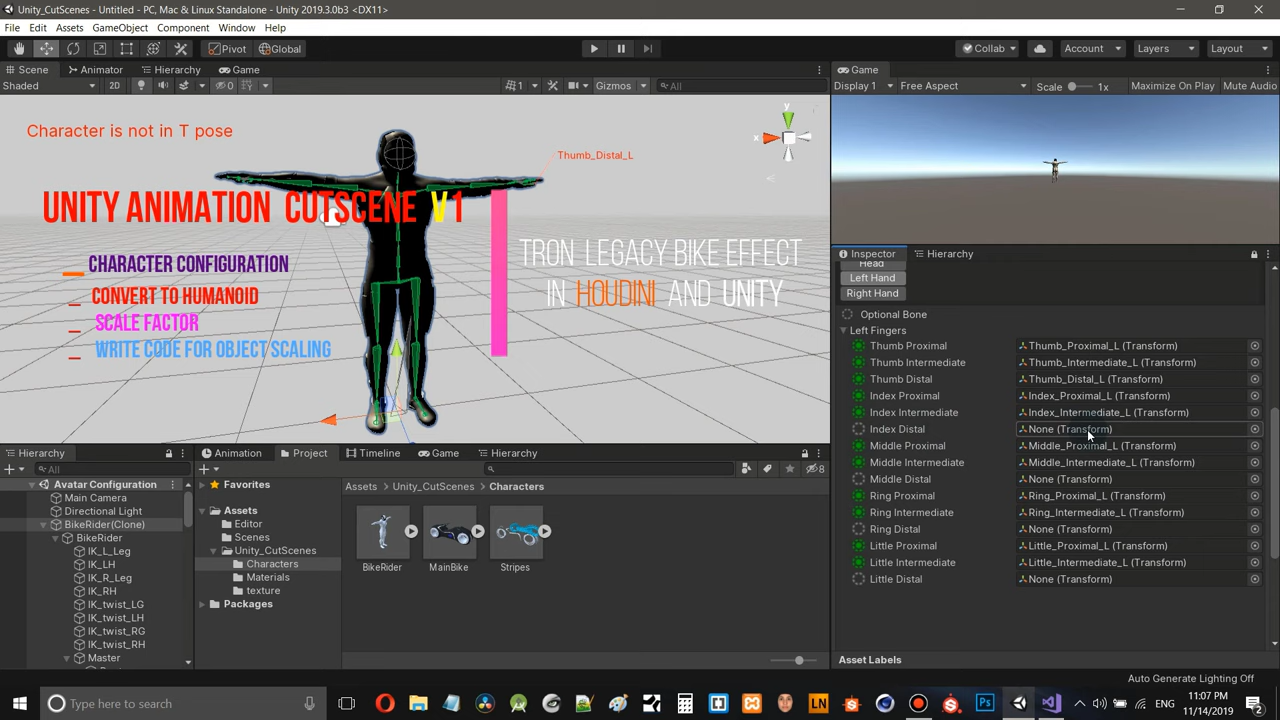 Unity_CutScenes - Untitled - PC, Mac & Linux Standalone - Unity 2019.3.0b3 <DX11>
File Edit Assets GameObject Component Window Help
Pivot Global Collab Account Layers Layout
Scene Animator Hierarchy Game
Shaded 2D 0 1 Gizmos All
Game
Display 1 Free Aspect Scale 1x Maximize On Play Mute Audio
Character is not in T pose
Thumb_Distal_L
y
x
UNITY ANIMATION CUTSCENE V1
CHARACTER CONFIGURATION
CONVERT TO HUMANOID
SCALE FACTOR
WRITE CODE FOR OBJECT SCALING
TRON LEGACY BIKE EFFECT
IN HOUDINI AND UNITY
Inspector Hierarchy
Head
Left Hand
Right Hand
Optional Bone
Left Fingers
Thumb Proximal Thumb_Proximal_L (Transform)
Thumb Intermediate Thumb_Intermediate_L (Transform)
Thumb Distal Thumb_Distal_L (Transform)
Index Proximal Index_Proximal_L (Transform)
Index Intermediate Index_Intermediate_L (Transform)
Index Distal None (Transform)
Middle Proximal Middle_Proximal_L (Transform)
Middle Intermediate Middle_Intermediate_L (Transform)
Middle Distal None (Transform)
Ring Proximal Ring_Proximal_L (Transform)
Ring Intermediate Ring_Intermediate_L (Transform)
Ring Distal None (Transform)
Little Proximal Little_Proximal_L (Transform)
Little Intermediate Little_Intermediate_L (Transform)
Little Distal None (Transform)
Asset Labels
Auto Generate Lighting Off
Hierarchy
All
Avatar Configuration
Main Camera
Directional Light
BikeRider(Clone)
BikeRider
IK_L_Leg
IK_LH
IK_R_Leg
IK_RH
IK_twist_LG
IK_twist_LH
IK_twist_RG
IK_twist_RH
Master
Animation Project Timeline Game Hierarchy
8
Favorites
Assets
Editor
Scenes
Unity_CutScenes
Characters
Materials
texture
Packages
Assets Unity_CutScenes Characters
BikeRider MainBike Stripes
Type here to search
LN
Ps
ENG
11:07 PM
11/14/2019